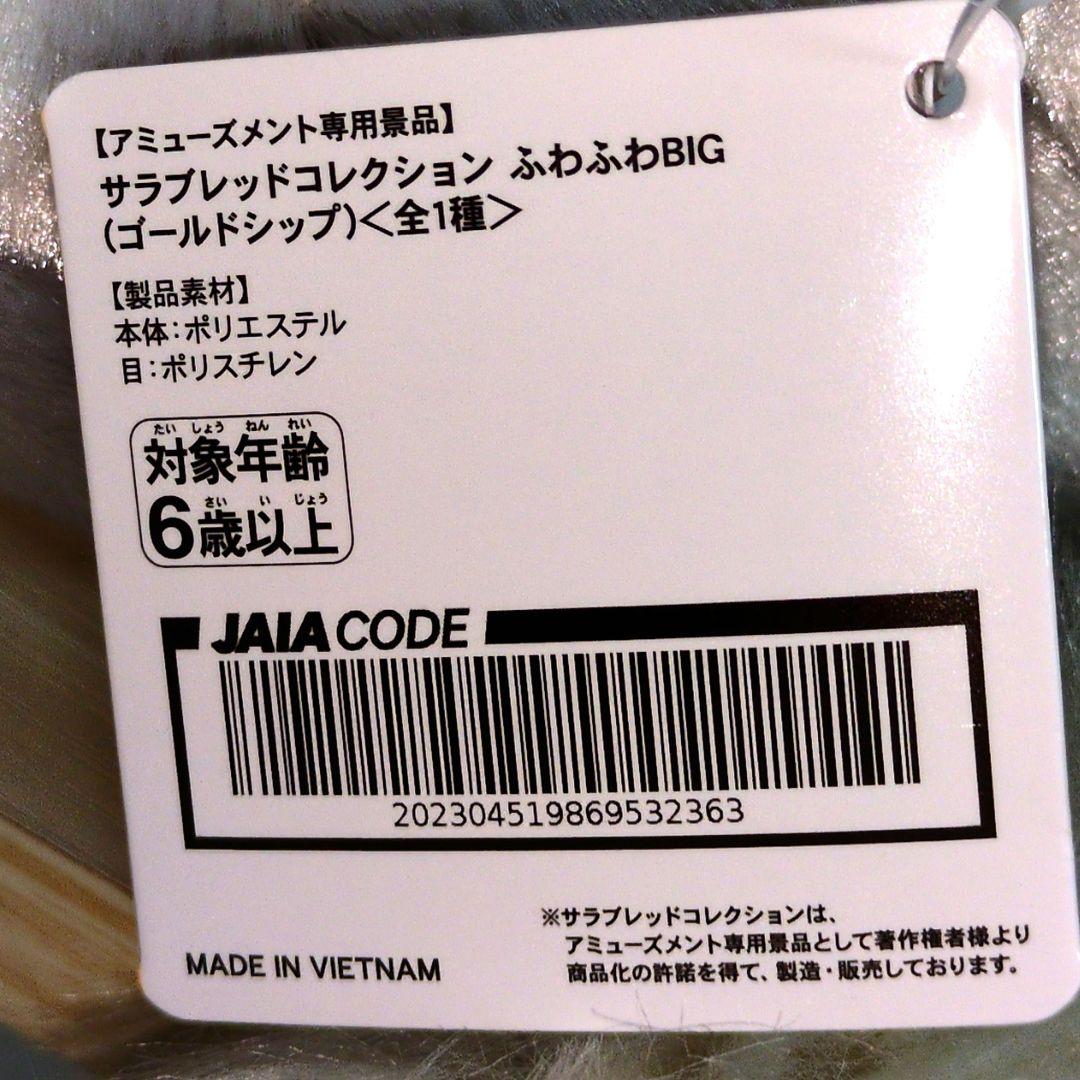 【アミューズメント専用景品】
サラブレッドコレクション ふわふわBIG
(ゴールドシップ)＜全1種＞
【製品素材】
本体：ポリエステル
目：ポリスチレン
たい しょう ねん れい
対象年齢
さい い じょう
6歳以上
JAIA CODE
202304519869532363
※サラブレッドコレクションは、
アミューズメント専用景品として著作権者様より
商品化の許諾を得て、製造・販売しております。
MADE IN VIETNAM